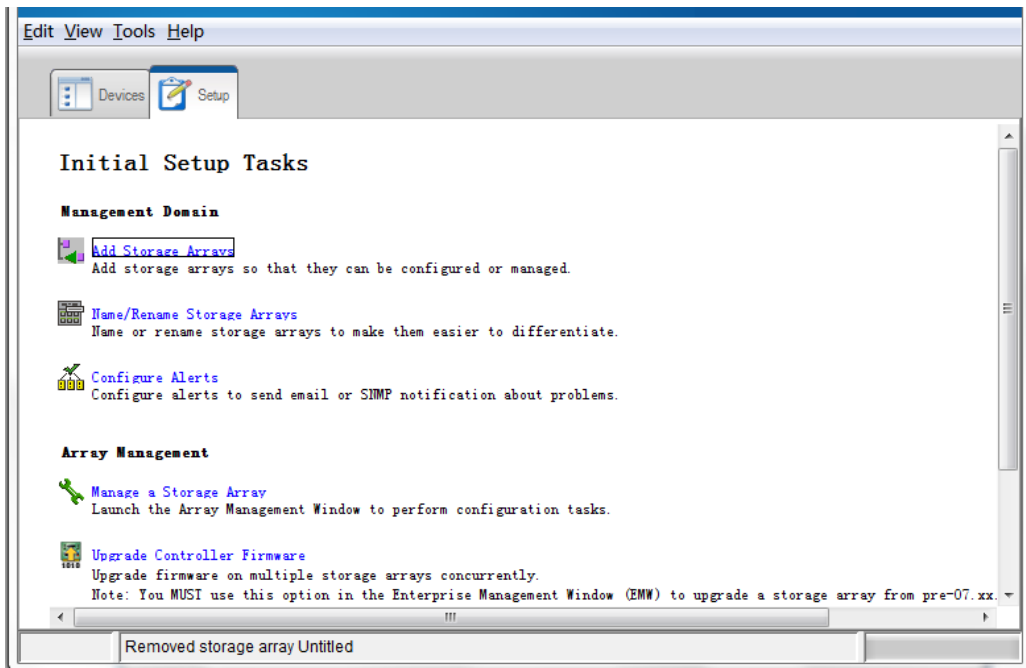 Edit View Tools Help
Devices Setup
Initial Setup Tasks
Management Domain
Add Storage Arrays
Add storage arrays so that they can be configured or managed.
Name/Rename Storage Arrays
Name or rename storage arrays to make them easier to differentiate.
Configure Alerts
Configure alerts to send email or SNMP notification about problems.
Array Management
Manage a Storage Array
Launch the Array Management Window to perform configuration tasks.
1010
Upgrade Controller Firmware
Upgrade firmware on multiple storage arrays concurrently.
Note: You MUST use this option in the Enterprise Management Window (EMW) to upgrade a storage array from pre-07.xx.
Removed storage array Untitled